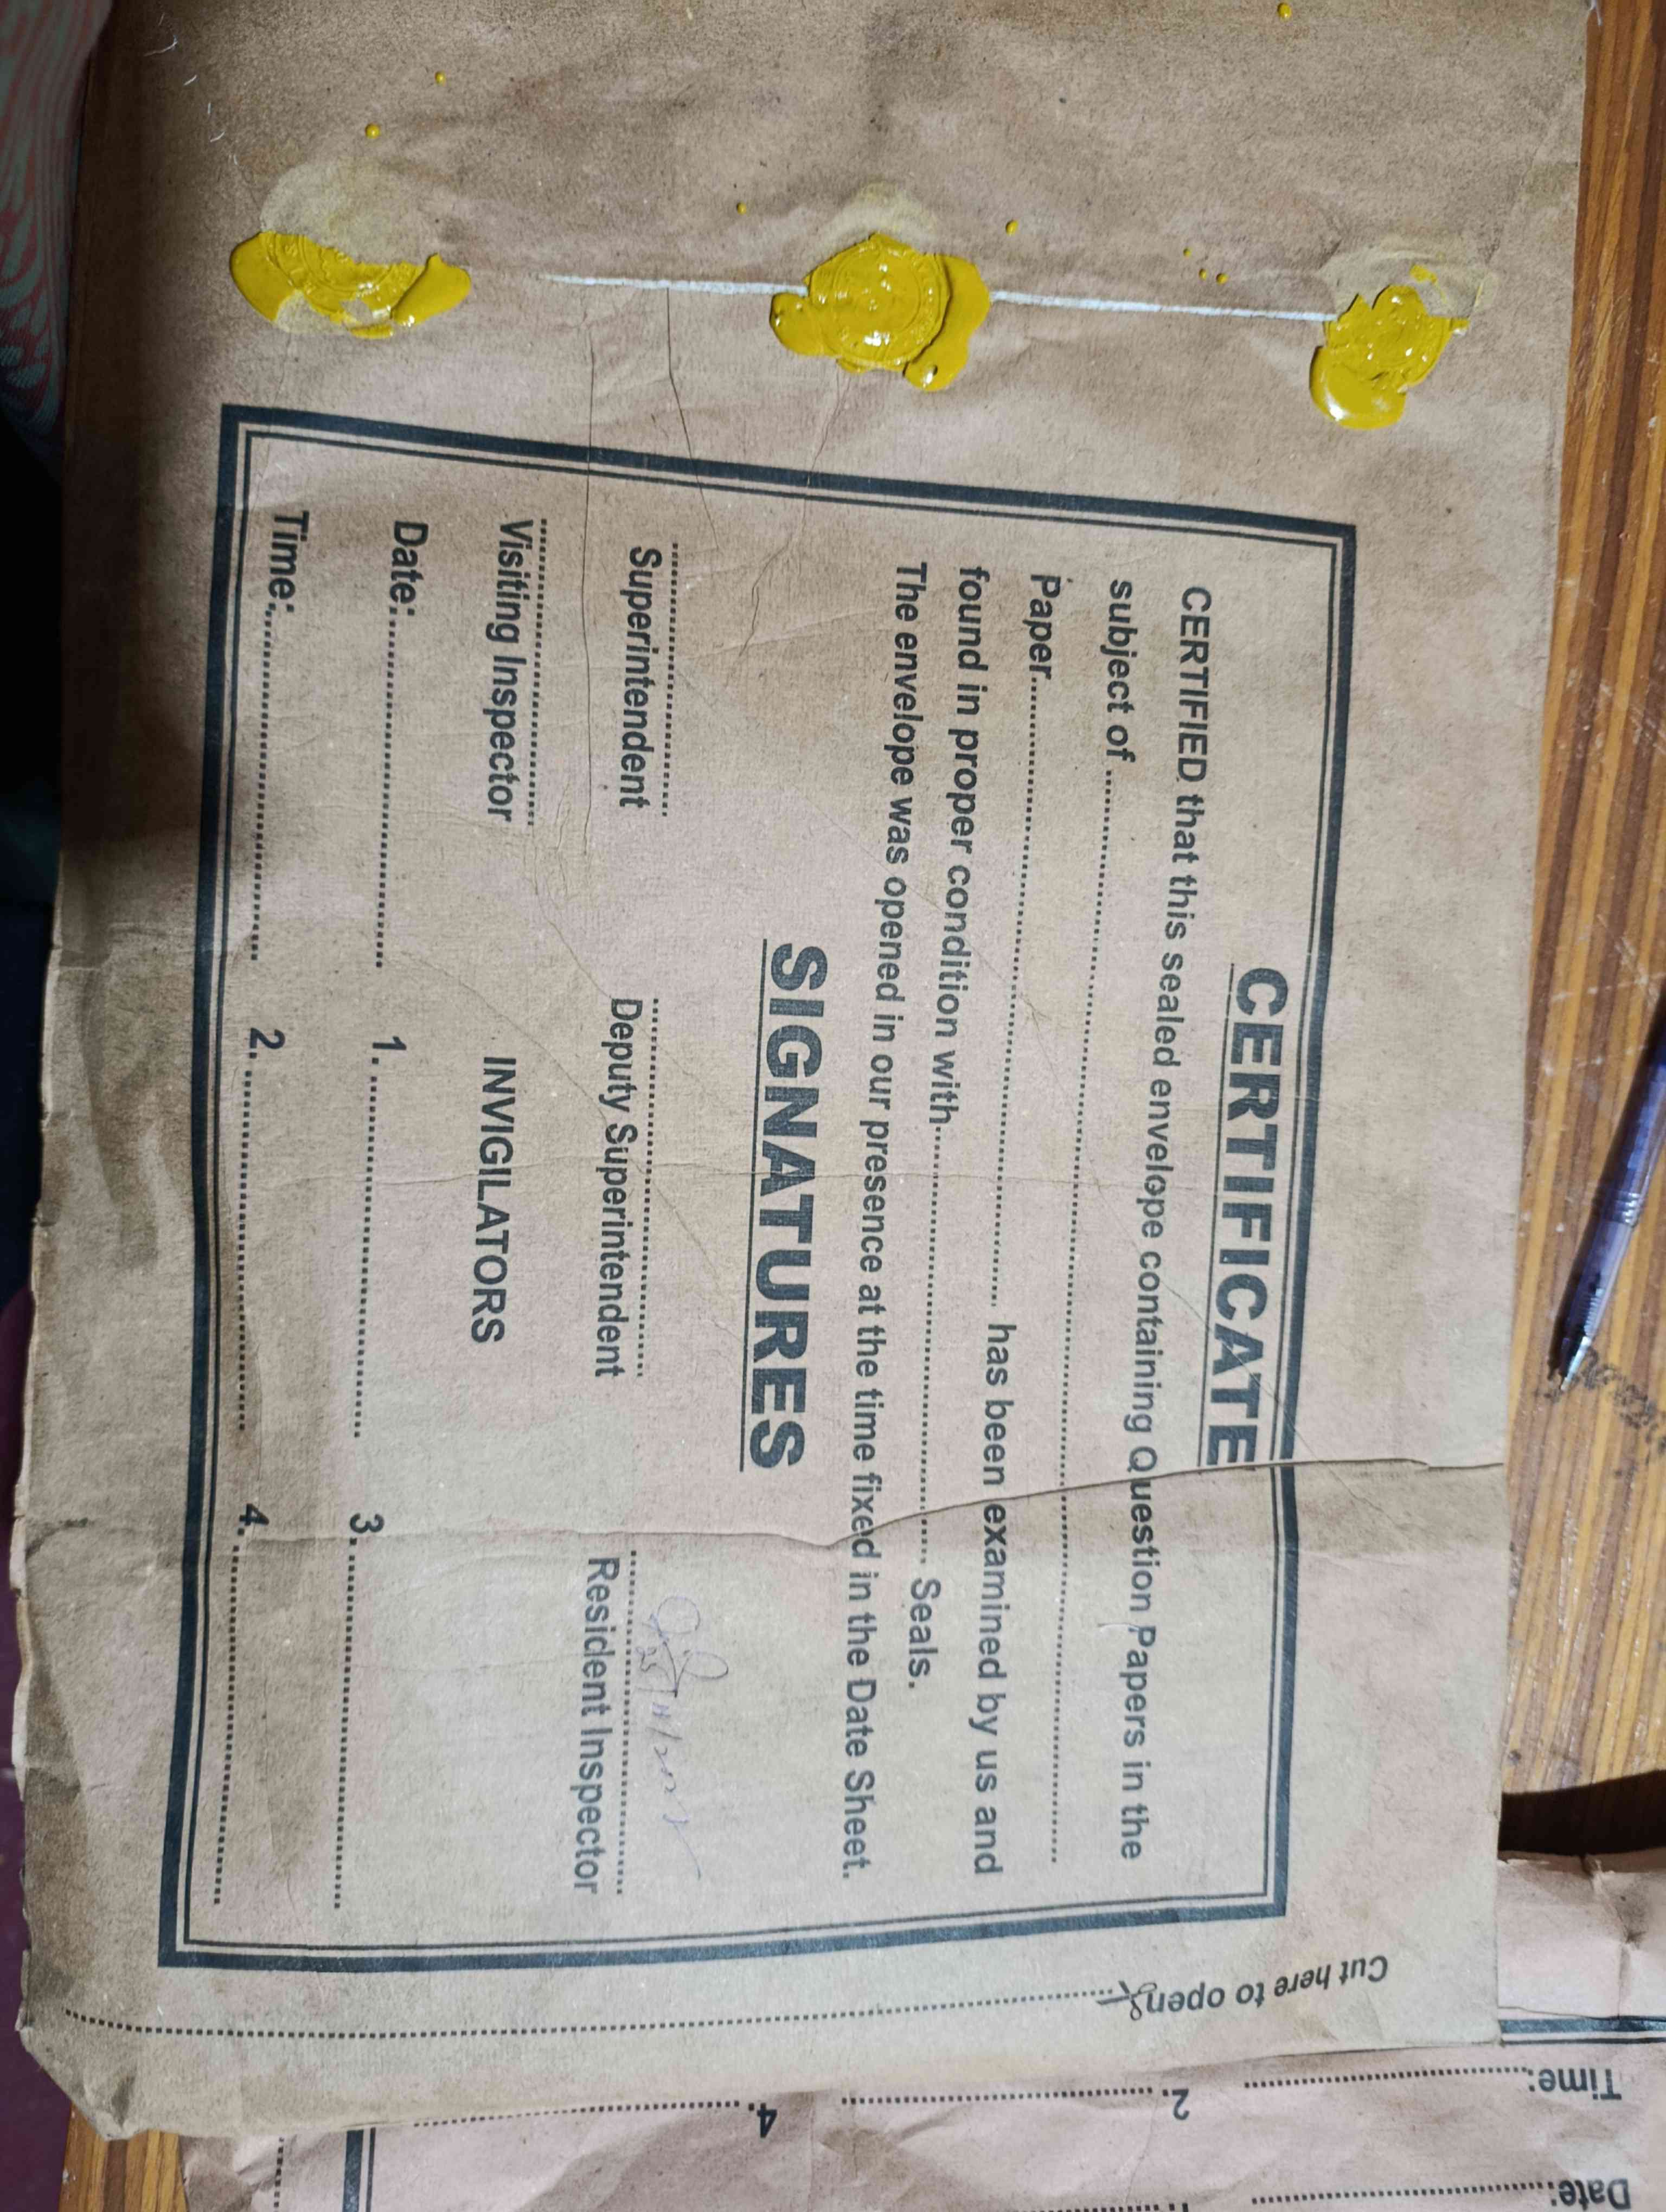 CERTIFICATE
CERTIFIED that this sealed envelope containing Question Papers in the
subject of ........................................................................
Paper........................................ has been examined by us and
found in proper condition with........................................ Seals.
The envelope was opened in our presence at the time fixed in the Date Sheet.
SIGNATURES
Superintendent Deputy Superintendent Resident Inspector
Visiting Inspector INVIGILATORS
Date:........................ 1. ........................ 3. ........................
Time:........................ 2. ........................ 4. ........................
Cut here to open
Time:........................ 2. ........................ 4. ........................
Date:........................